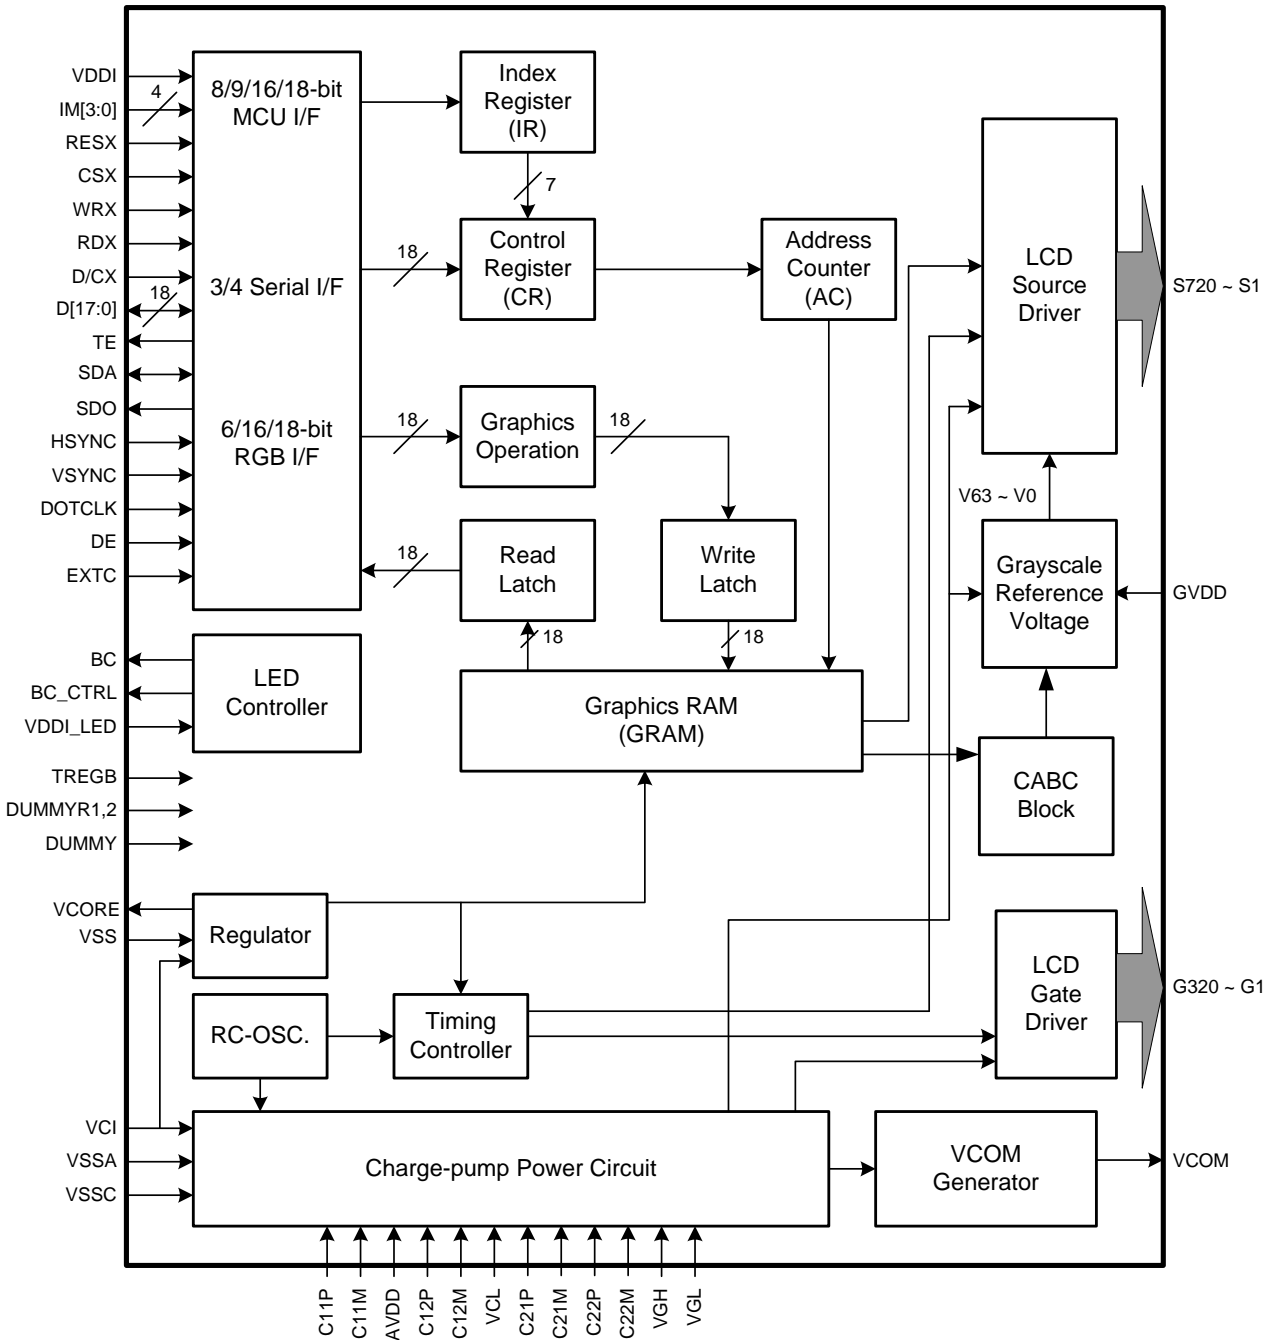 VDDI
IM[3:0]
4
RESX
CSX
WRX
RDX
D/CX
D[17:0]
18
TE
SDA
SDO
HSYNC
VSYNC
DOTCLK
DE
EXTC
8/9/16/18-bit
MCU I/F
3/4 Serial I/F
6/16/18-bit
RGB I/F
Index
Register
(IR)
7
18
Control
Register
(CR)
Address
Counter
(AC)
LCD
Source
Driver
S720 ~ S1
18
Graphics
Operation
18
V63 ~ V0
18
Read
Latch
Write
Latch
Grayscale
Reference
Voltage
GVDD
18
18
BC
BC_CTRL
VDDI_LED
LED
Controller
Graphics RAM
(GRAM)
TREGB
DUMMYR1,2
DUMMY
CABC
Block
VCORE
VSS
Regulator
LCD
Gate
Driver
G320 ~ G1
RC-OSC.
Timing
Controller
VCI
VSSA
VSSC
Charge-pump Power Circuit
VCOM
Generator
VCOM
C11P
C11M
AVDD
C12P
C12M
VCL
C21P
C21M
C22P
C22M
VGH
VGL